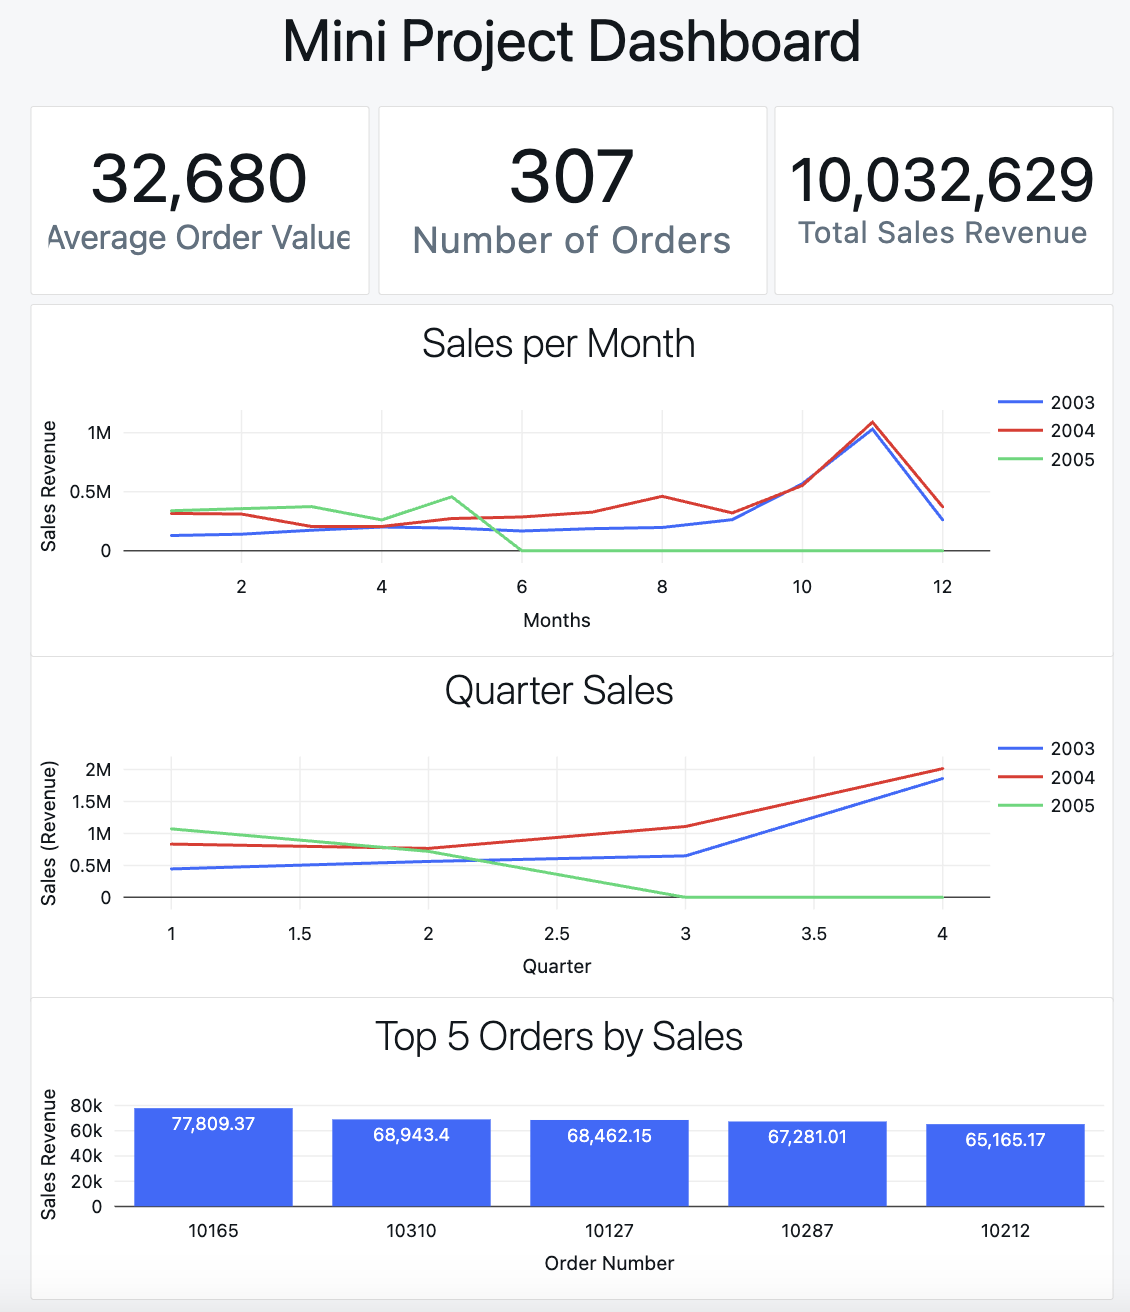 Mini Project Dashboard
32,680
Average Order Value
307
Number of Orders
10,032,629
Total Sales Revenue
Sales per Month
Sales Revenue
1M
0.5M
0
2 4 6 8 10 12
Months
2003
2004
2005
Quarter Sales
Sales (Revenue)
2M
1.5M
1M
0.5M
0
1 1.5 2 2.5 3 3.5 4
Quarter
2003
2004
2005
Top 5 Orders by Sales
Sales Revenue
80k
60k
40k
20k
0
77,809.37 68,943.4 68,462.15 67,281.01 65,165.17
10165 10310 10127 10287 10212
Order Number